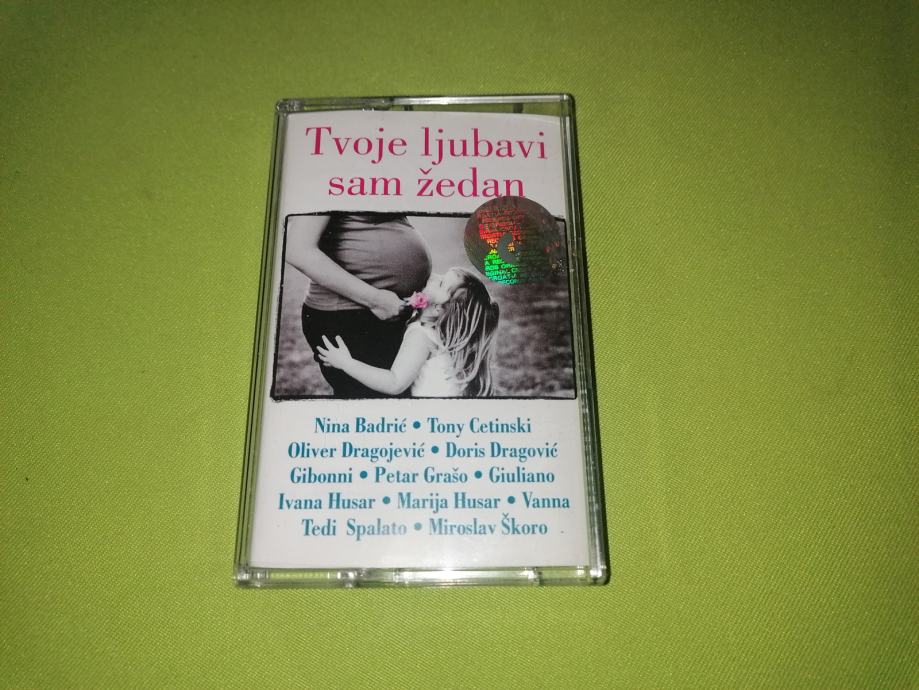 Tvoje ljubavi
sam žedan
Nina Badrić • Tony Cetinski
Oliver Dragojević • Doris Dragović
Gibonni • Petar Grašo • Giuliano
Ivana Husar • Marija Husar • Vanna
Tedi Spalato • Miroslav Škoro